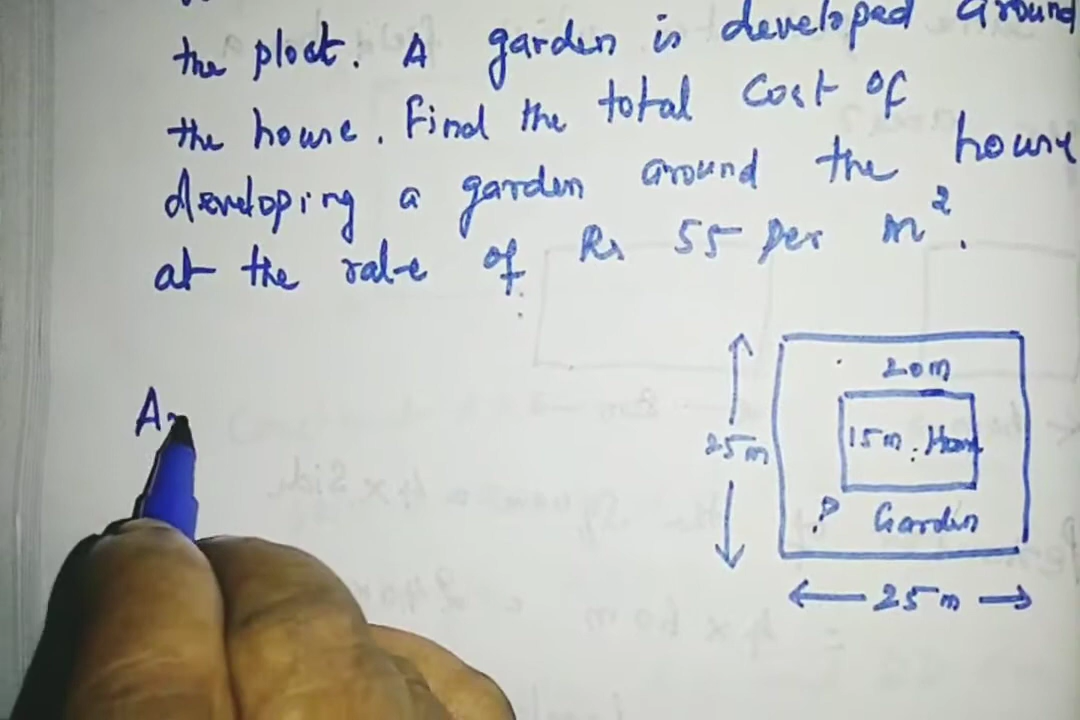 the plot. A garden is developed around
the house. Find the total cost of
developing a garden around the house
at the rate of Rs 55 per m².
20m
25m
15m. House
? Garden
25m
A